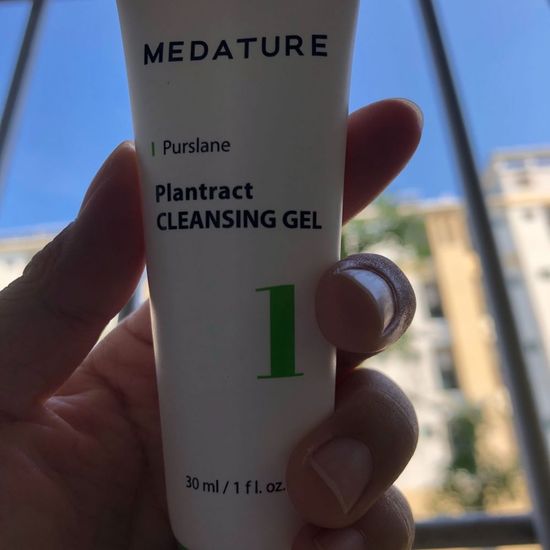 MEDATURE
Purslane
Plantract
CLEANSING GEL
1
30 ml / 1 fl. oz.